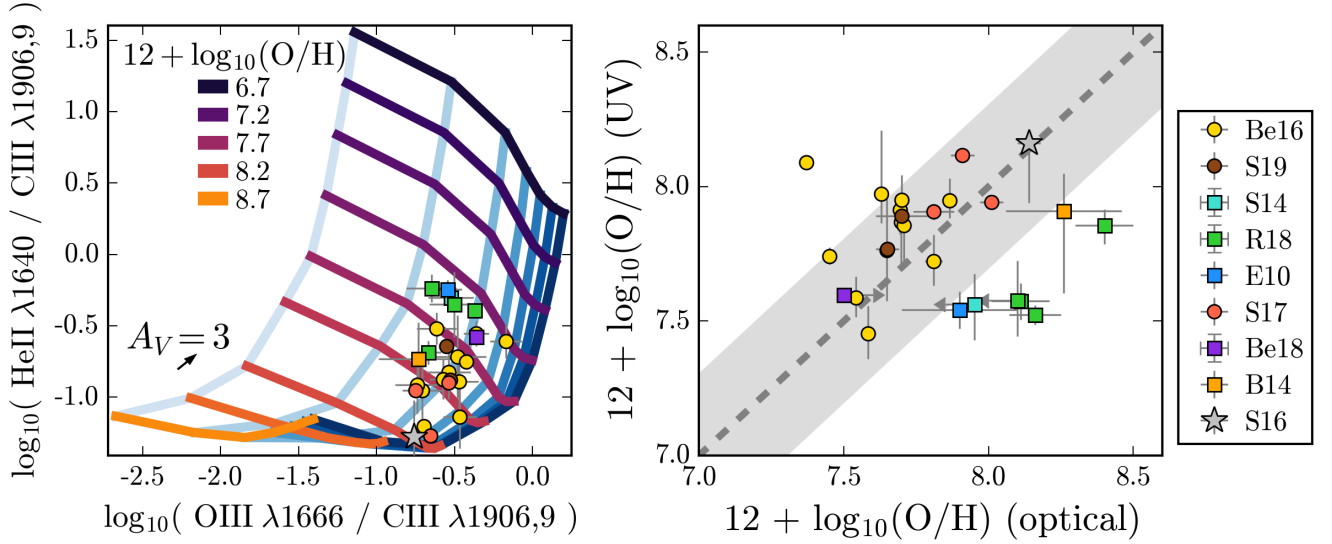 log₁₀( HeII λ1640 / CIII λ1906,9 )
1.5
1.0
0.5
0.0
-0.5
-1.0
12 + log₁₀(O/H)
6.7
7.2
7.7
8.2
8.7
A_V = 3
-2.5 -2.0 -1.5 -1.0 -0.5 0.0
log₁₀( OIII λ1666 / CIII λ1906,9 )
12 + log₁₀(O/H) (UV)
8.5
8.0
7.5
7.0
7.0 7.5 8.0 8.5
12 + log₁₀(O/H) (optical)
Be16
S19
S14
R18
E10
S17
Be18
B14
S16